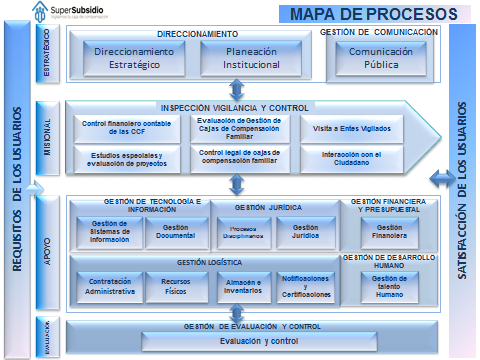 SuperSubsidio
MAPA DE PROCESOS
REQUISITOS DE LOS USUARIOS
SATISFACCIÓN DE LOS USUARIOS
ESTRATÉGICO
DIRECCIONAMIENTO
Direccionamiento
Estratégico
Planeación
Institucional
GESTIÓN DE COMUNICACIÓN
Comunicación
Pública
MISIONAL
INSPECCIÓN VIGILANCIA Y CONTROL
Control financiero contable
de las CCF
Evaluación de Gestión de
Cajas de Compensación
Familiar
Visita a Entes Vigilados
Estudios especiales y
evaluación de proyectos
Control legal de cajas de
compensación familiar
Interacción con el
Ciudadano
APOYO
GESTIÓN DE TECNOLOGÍA E
INFORMACIÓN
Gestión de
Sistemas de
Información
Gestión
Documental
GESTIÓN JURÍDICA
Procesos
Disciplinarios
Gestión
Jurídica
GESTIÓN FINANCIERA
Y PRESUPUESTAL
Gestión
Financiera
GESTIÓN LOGÍSTICA
Contratación
Administrativa
Recursos
Físicos
Almacén e
Inventarios
Notificaciones
y
Certificaciones
GESTIÓN DE DESARROLLO
HUMANO
Gestión de
talento
Humano
EVALUACIÓN
GESTIÓN DE EVALUACIÓN Y CONTROL
Evaluación y control